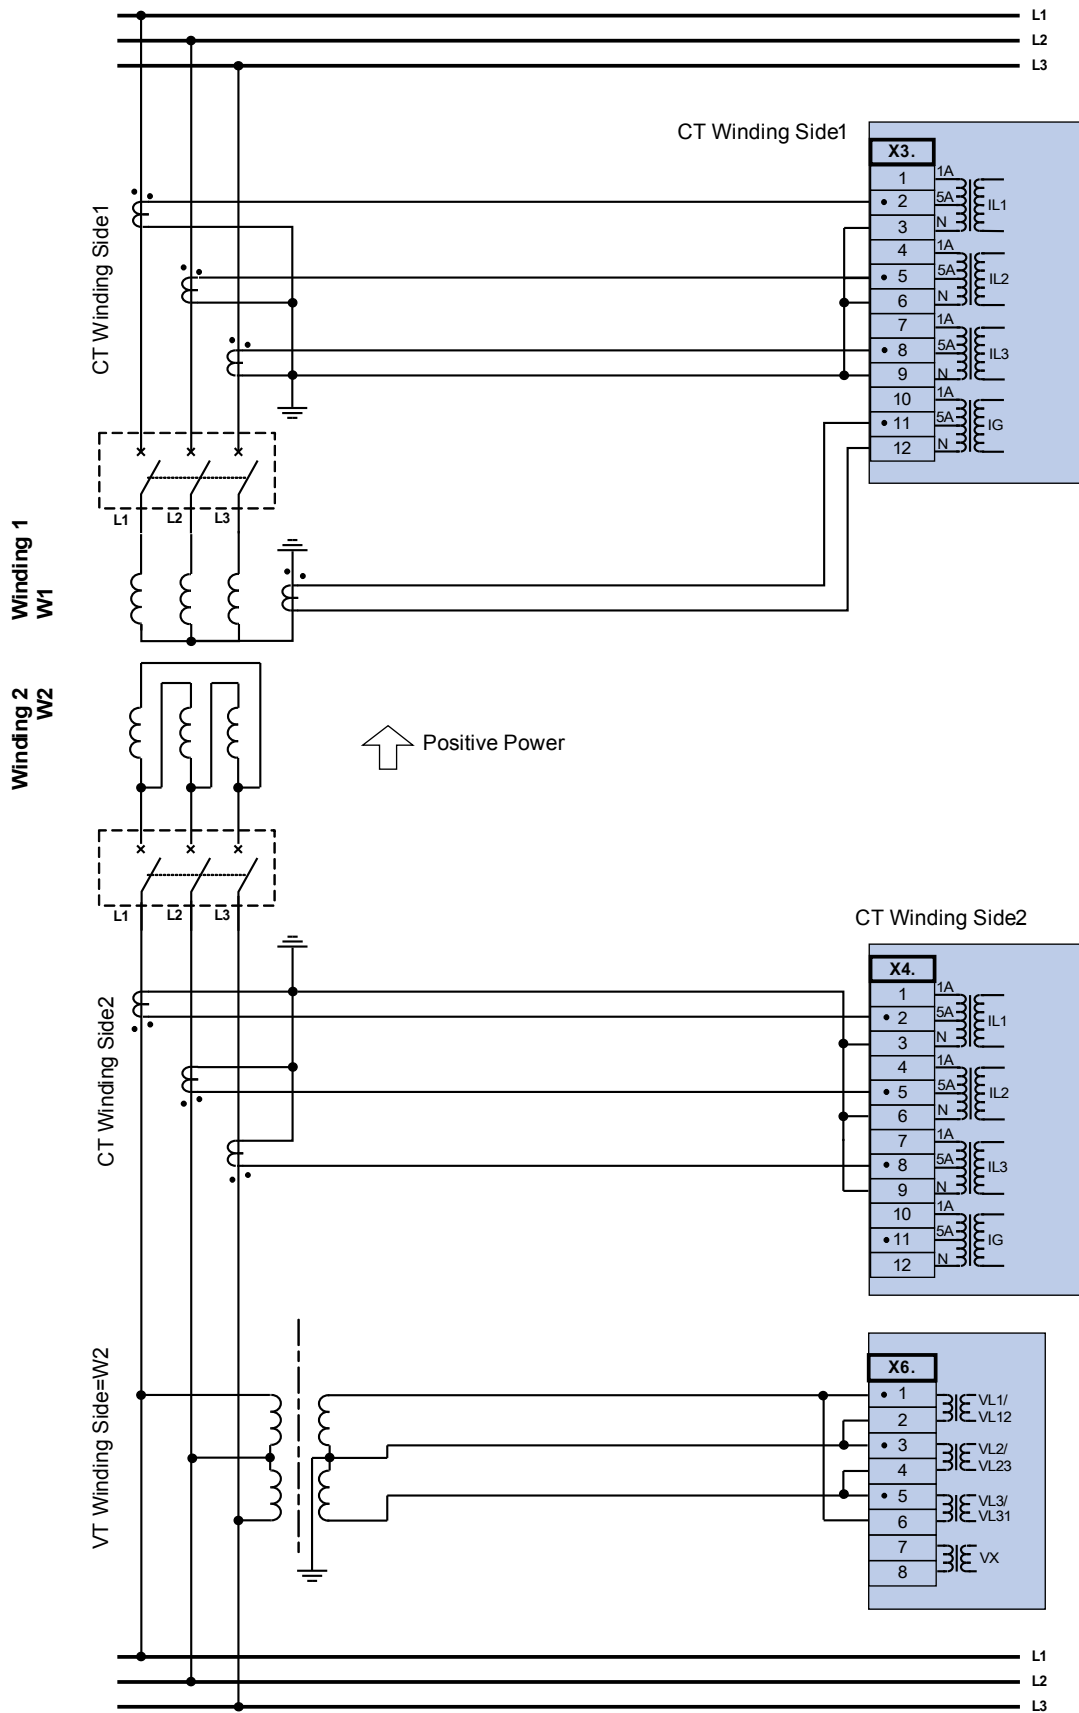 L1
L2
L3
CT Winding Side1
X3.
1 1A
2 5A IL1
3 N
4 1A
5 5A IL2
6 N
7 1A
8 5A IL3
9 N
10 1A
11 5A IG
12 N
CT Winding Side1
L1 L2 L3
Winding 1
W1
Winding 2
W2
Positive Power
L1 L2 L3
CT Winding Side2
X4.
1 1A
2 5A IL1
3 N
4 1A
5 5A IL2
6 N
7 1A
8 5A IL3
9 N
10 1A
11 5A IG
12 N
CT Winding Side2
VT Winding Side=W2
X6.
1 VL1/
2 VL12
3 VL2/
4 VL23
5 VL3/
6 VL31
7 VX
8
L1
L2
L3